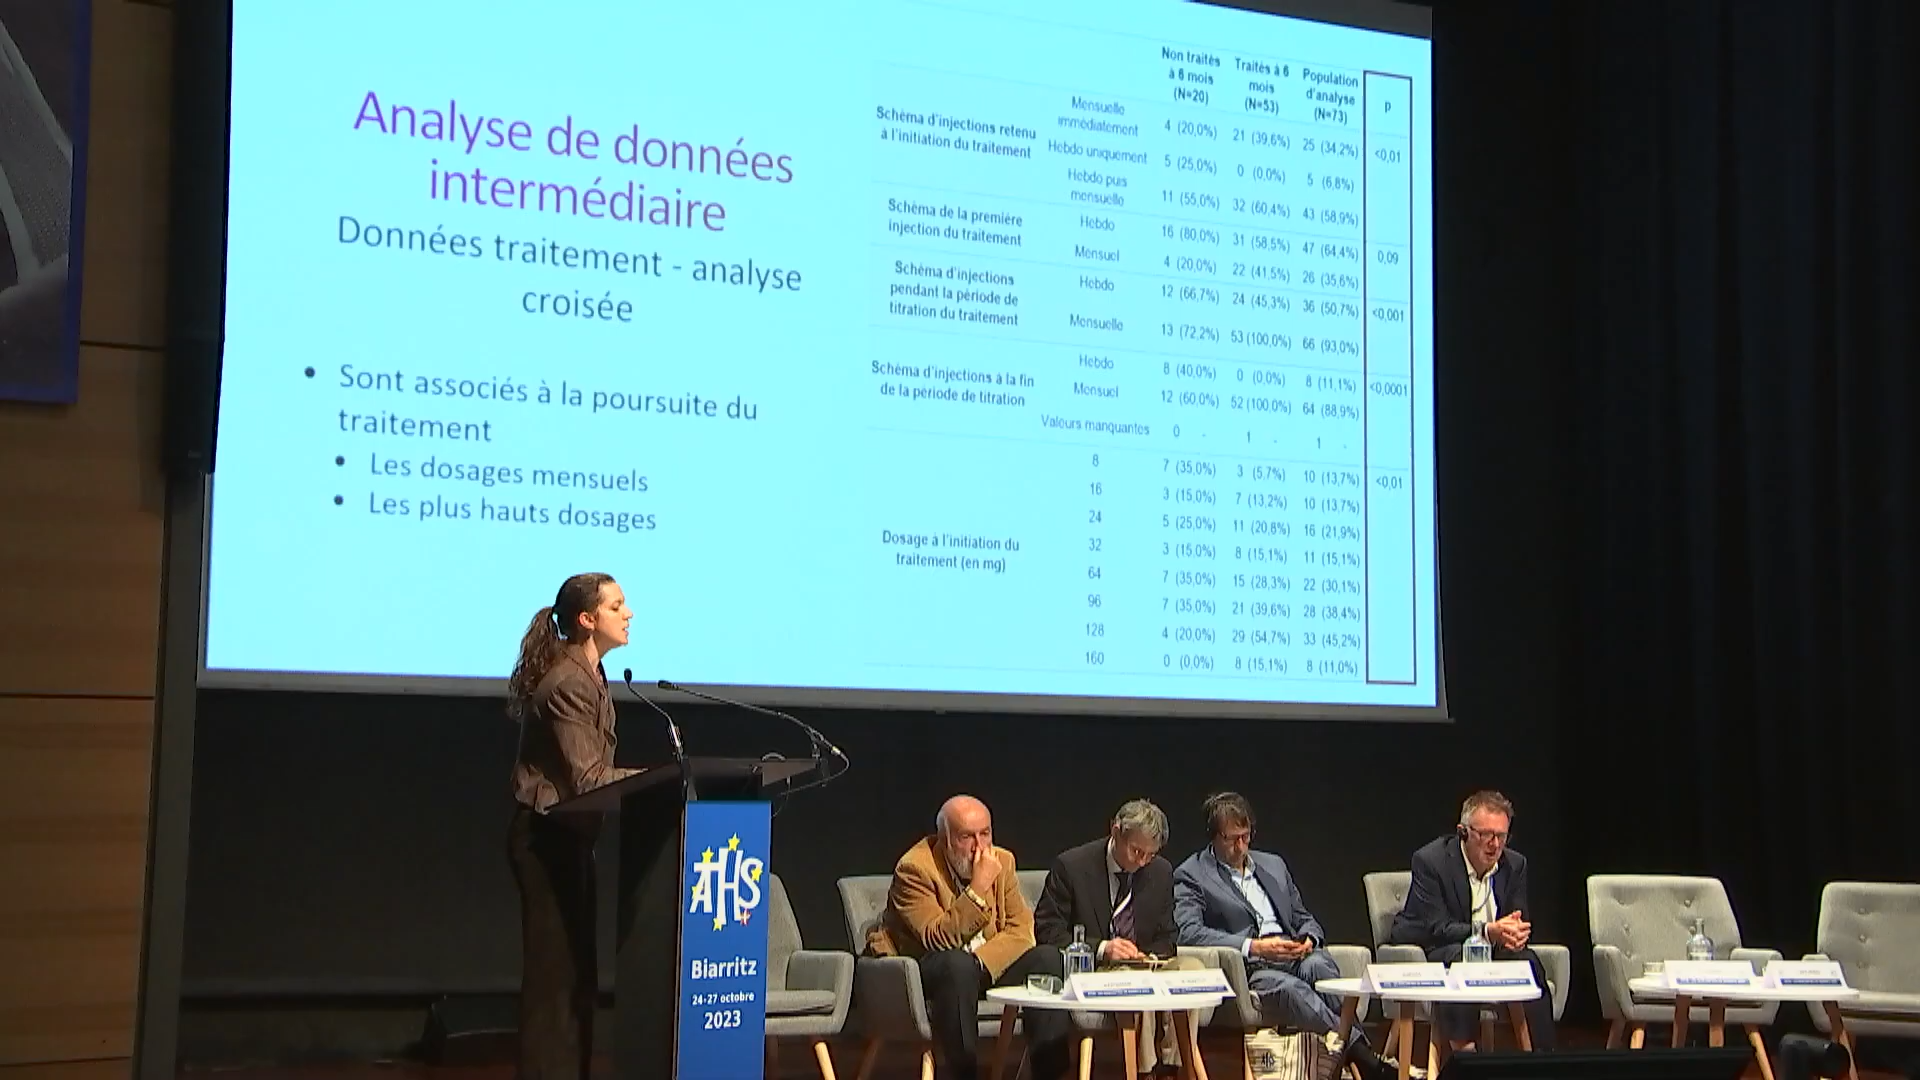 Analyse de données
intermédiaire
Données traitement - analyse
croisée
• Sont associés à la poursuite du
traitement
• Les dosages mensuels
• Les plus hauts dosages
Non traités à 6 mois (N=20) Traités à 6 mois (N=53) Population d'analyse (N=73) p
Schéma d'injections retenu
à l'initiation du traitement
Mensuelle immédiatement 4 (20,0%) 21 (39,6%) 25 (34,2%) <0,01
Hebdo uniquement 5 (25,0%) 0 (0,0%) 5 (6,8%)
Hebdo puis mensuelle 11 (55,0%) 32 (60,4%) 43 (58,9%)
Schéma de la première
injection du traitement
Hebdo 16 (80,0%) 31 (58,5%) 47 (64,4%) 0,09
Mensuel 4 (20,0%) 22 (41,5%) 26 (35,6%)
Schéma d'injections
pendant la période de
titration du traitement
Hebdo 12 (66,7%) 24 (45,3%) 36 (50,7%) <0,001
Mensuelle 13 (72,2%) 53 (100,0%) 66 (93,0%)
Schéma d'injections à la fin
de la période de titration
Hebdo 8 (40,0%) 0 (0,0%) 8 (11,1%) <0,0001
Mensuel 12 (60,0%) 52 (100,0%) 64 (88,9%)
Valeurs manquantes 0 - 1 - 1 -
Dosage à l'initiation du
traitement (en mg)
8 7 (35,0%) 3 (5,7%) 10 (13,7%) <0,01
16 3 (15,0%) 7 (13,2%) 10 (13,7%)
24 5 (25,0%) 11 (20,8%) 16 (21,9%)
32 3 (15,0%) 8 (15,1%) 11 (15,1%)
64 7 (35,0%) 15 (28,3%) 22 (30,1%)
96 7 (35,0%) 21 (39,6%) 28 (38,4%)
128 4 (20,0%) 29 (54,7%) 33 (45,2%)
160 0 (0,0%) 8 (15,1%) 8 (11,0%)
ATHS
Biarritz
24-27 octobre
2023